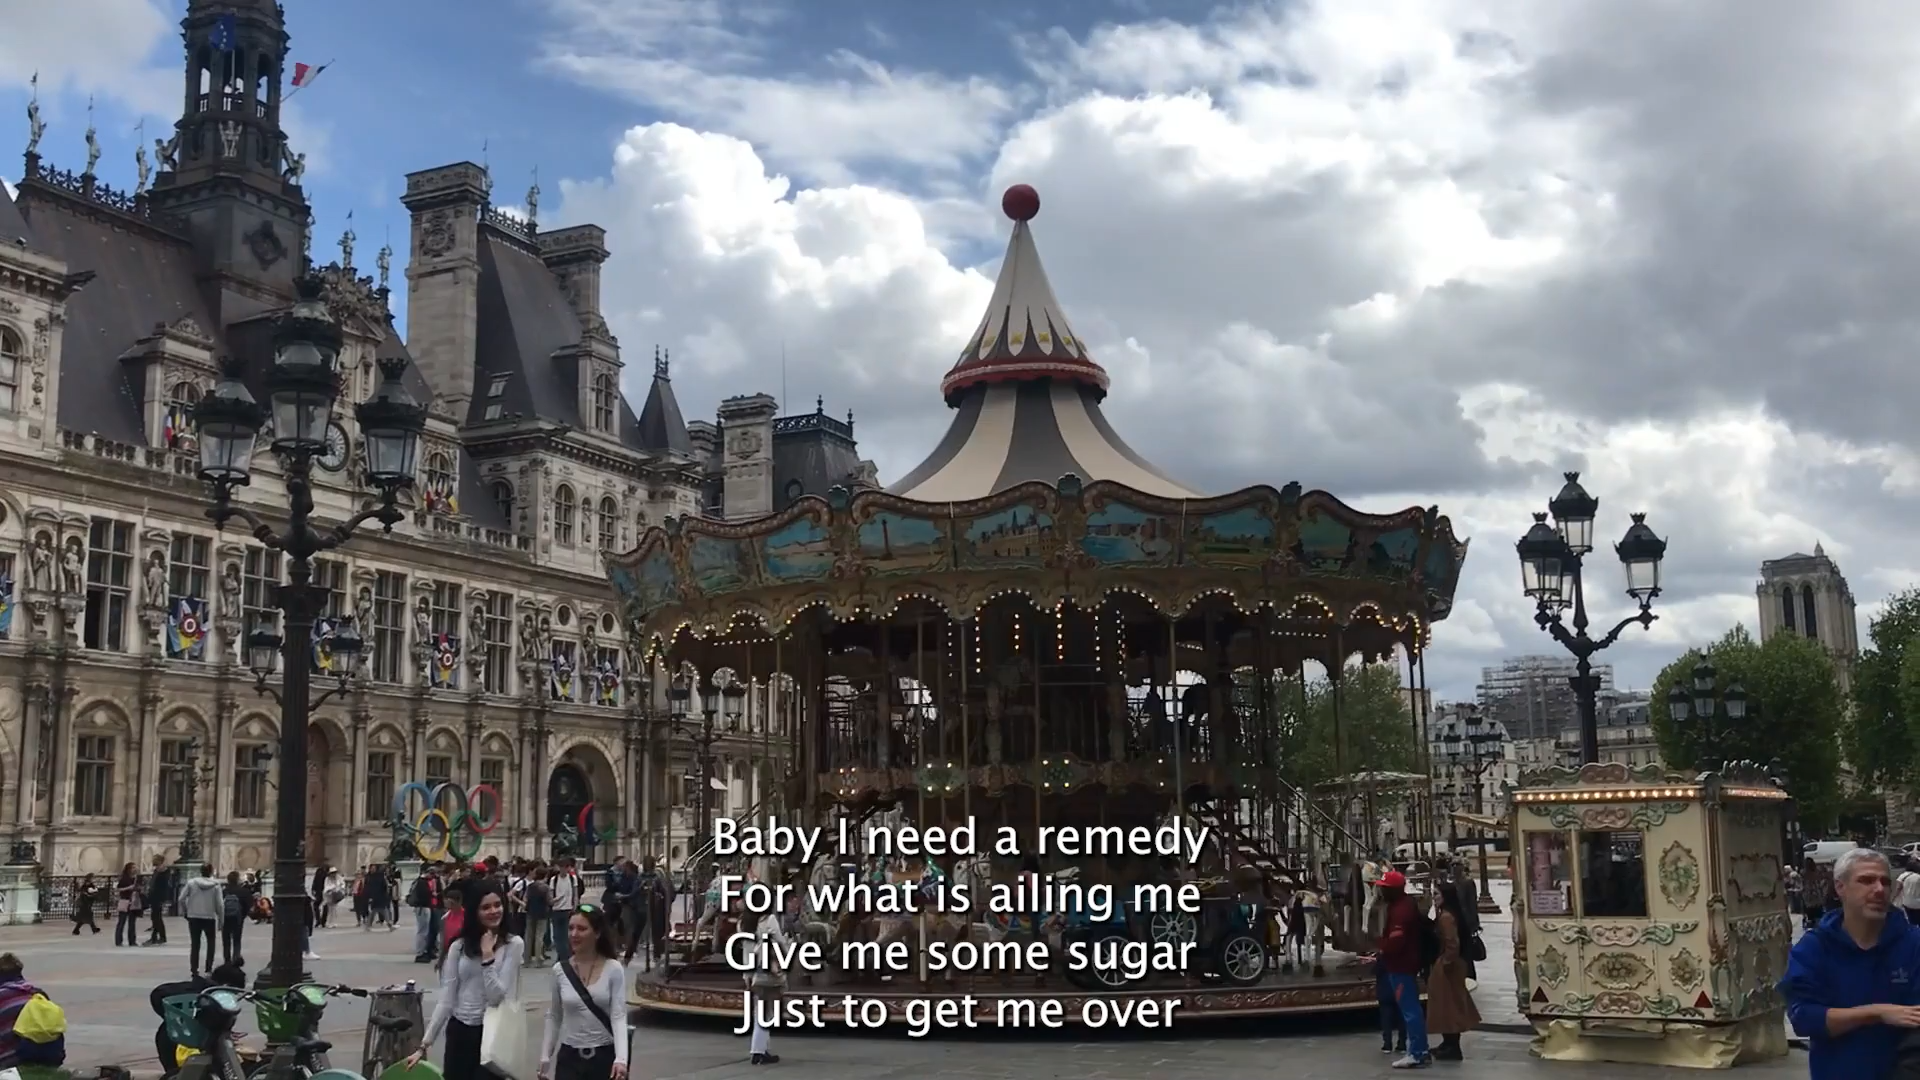 Baby I need a remedy
For what is ailing me
Give me some sugar
Just to get me over